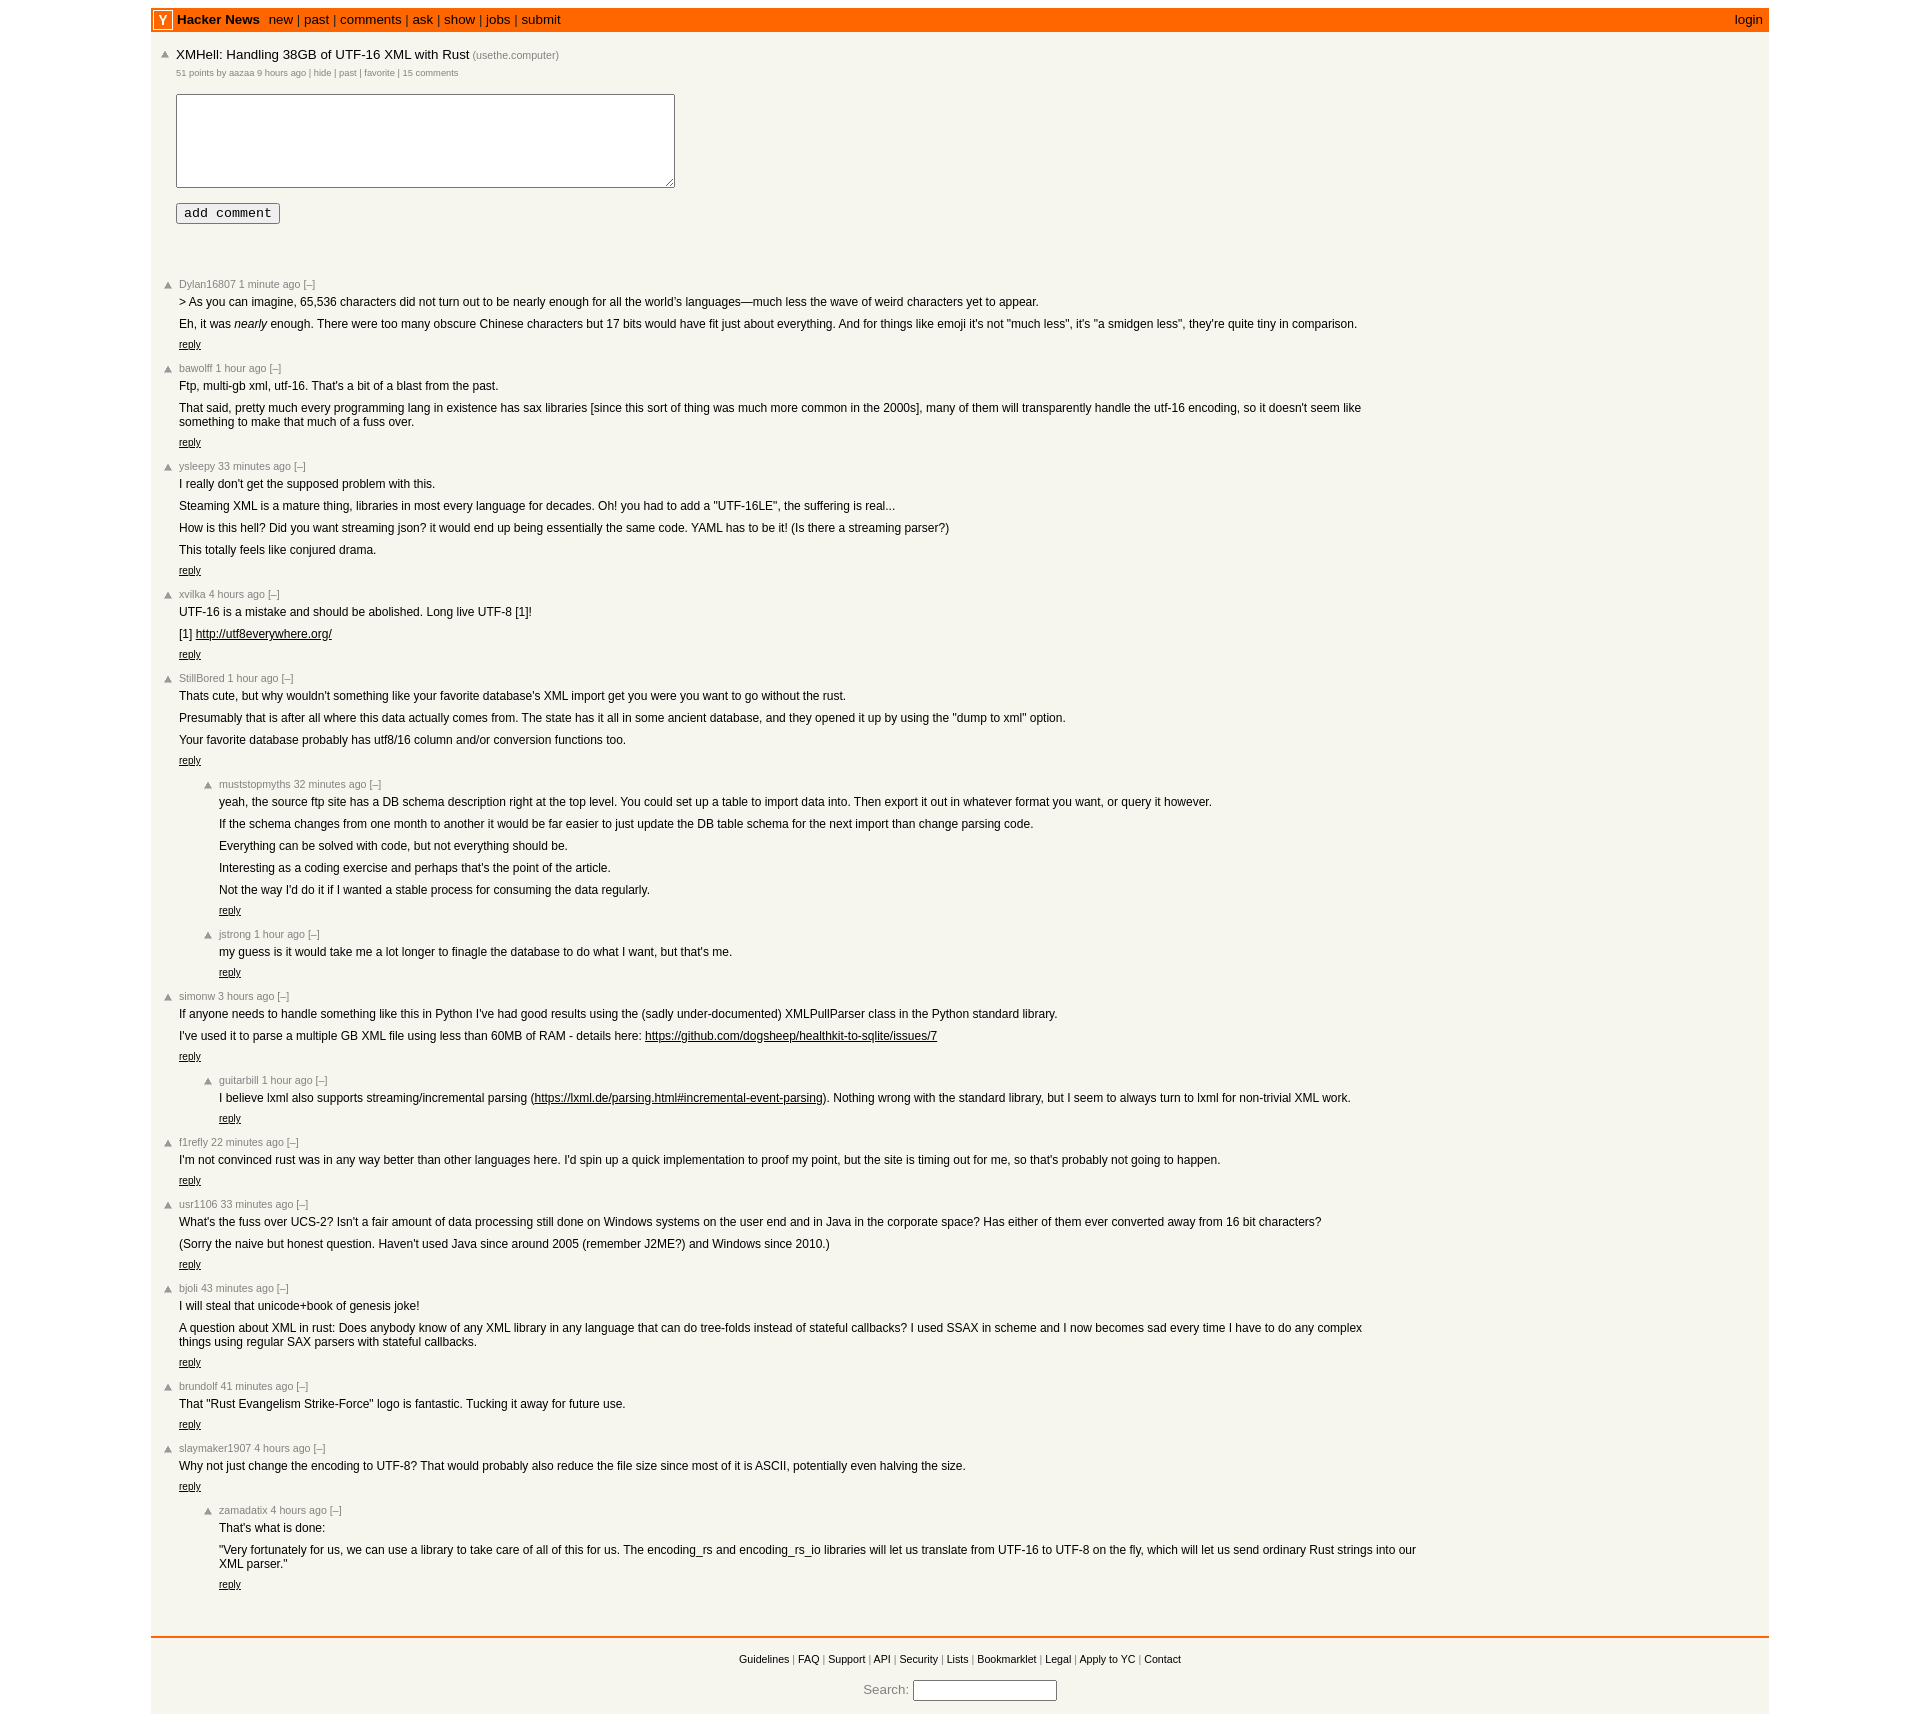 Y Hacker News new | past | comments | ask | show | jobs | submit login
XMHell: Handling 38GB of UTF-16 XML with Rust (usethe.computer)
51 points by aazaa 9 hours ago | hide | past | favorite | 15 comments
add comment
Dylan16807 1 minute ago [–]
> As you can imagine, 65,536 characters did not turn out to be nearly enough for all the world’s languages—much less the wave of weird characters yet to appear.
Eh, it was nearly enough. There were too many obscure Chinese characters but 17 bits would have fit just about everything. And for things like emoji it's not "much less", it's "a smidgen less", they're quite tiny in comparison.
reply
bawolff 1 hour ago [–]
Ftp, multi-gb xml, utf-16. That's a bit of a blast from the past.
That said, pretty much every programming lang in existence has sax libraries [since this sort of thing was much more common in the 2000s], many of them will transparently handle the utf-16 encoding, so it doesn't seem like
something to make that much of a fuss over.
reply
ysleepy 33 minutes ago [–]
I really don't get the supposed problem with this.
Steaming XML is a mature thing, libraries in most every language for decades. Oh! you had to add a "UTF-16LE", the suffering is real...
How is this hell? Did you want streaming json? it would end up being essentially the same code. YAML has to be it! (Is there a streaming parser?)
This totally feels like conjured drama.
reply
xvilka 4 hours ago [–]
UTF-16 is a mistake and should be abolished. Long live UTF-8 [1]!
[1] http://utf8everywhere.org/
reply
StillBored 1 hour ago [–]
Thats cute, but why wouldn't something like your favorite database's XML import get you were you want to go without the rust.
Presumably that is after all where this data actually comes from. The state has it all in some ancient database, and they opened it up by using the "dump to xml" option.
Your favorite database probably has utf8/16 column and/or conversion functions too.
reply
muststopmyths 32 minutes ago [–]
yeah, the source ftp site has a DB schema description right at the top level. You could set up a table to import data into. Then export it out in whatever format you want, or query it however.
If the schema changes from one month to another it would be far easier to just update the DB table schema for the next import than change parsing code.
Everything can be solved with code, but not everything should be.
Interesting as a coding exercise and perhaps that's the point of the article.
Not the way I'd do it if I wanted a stable process for consuming the data regularly.
reply
jstrong 1 hour ago [–]
my guess is it would take me a lot longer to finagle the database to do what I want, but that's me.
reply
simonw 3 hours ago [–]
If anyone needs to handle something like this in Python I've had good results using the (sadly under-documented) XMLPullParser class in the Python standard library.
I've used it to parse a multiple GB XML file using less than 60MB of RAM - details here: https://github.com/dogsheep/healthkit-to-sqlite/issues/7
reply
guitarbill 1 hour ago [–]
I believe lxml also supports streaming/incremental parsing (https://lxml.de/parsing.html#incremental-event-parsing). Nothing wrong with the standard library, but I seem to always turn to lxml for non-trivial XML work.
reply
f1refly 22 minutes ago [–]
I'm not convinced rust was in any way better than other languages here. I'd spin up a quick implementation to proof my point, but the site is timing out for me, so that's probably not going to happen.
reply
usr1106 33 minutes ago [–]
What's the fuss over UCS-2? Isn't a fair amount of data processing still done on Windows systems on the user end and in Java in the corporate space? Has either of them ever converted away from 16 bit characters?
(Sorry the naive but honest question. Haven't used Java since around 2005 (remember J2ME?) and Windows since 2010.)
reply
bjoli 43 minutes ago [–]
I will steal that unicode+book of genesis joke!
A question about XML in rust: Does anybody know of any XML library in any language that can do tree-folds instead of stateful callbacks? I used SSAX in scheme and I now becomes sad every time I have to do any complex
things using regular SAX parsers with stateful callbacks.
reply
brundolf 41 minutes ago [–]
That "Rust Evangelism Strike-Force" logo is fantastic. Tucking it away for future use.
reply
slaymaker1907 4 hours ago [–]
Why not just change the encoding to UTF-8? That would probably also reduce the file size since most of it is ASCII, potentially even halving the size.
reply
zamadatix 4 hours ago [–]
That's what is done:
"Very fortunately for us, we can use a library to take care of all of this for us. The encoding_rs and encoding_rs_io libraries will let us translate from UTF-16 to UTF-8 on the fly, which will let us send ordinary Rust strings into our
XML parser."
reply
Guidelines | FAQ | Support | API | Security | Lists | Bookmarklet | Legal | Apply to YC | Contact
Search: